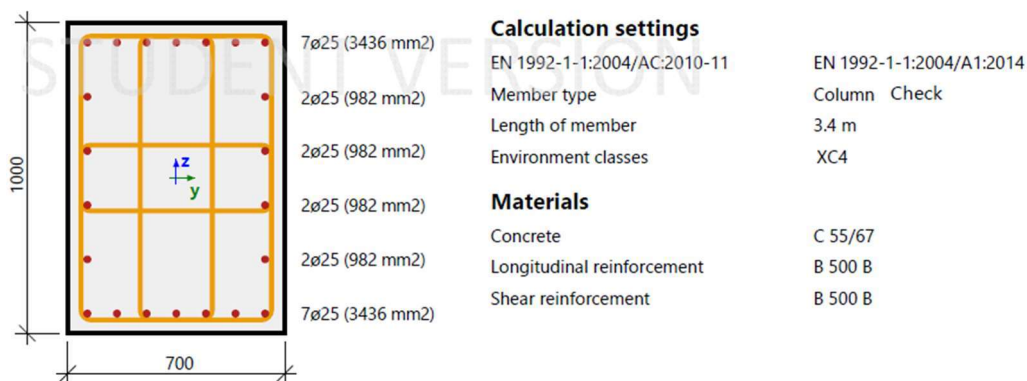 STUDENT VERSION
7ø25 (3436 mm2)
2ø25 (982 mm2)
2ø25 (982 mm2)
2ø25 (982 mm2)
2ø25 (982 mm2)
7ø25 (3436 mm2)
1000
700
z
y
Calculation settings
EN 1992-1-1:2004/AC:2010-11 EN 1992-1-1:2004/A1:2014
Member type Column Check
Length of member 3.4 m
Environment classes XC4
Materials
Concrete C 55/67
Longitudinal reinforcement B 500 B
Shear reinforcement B 500 B